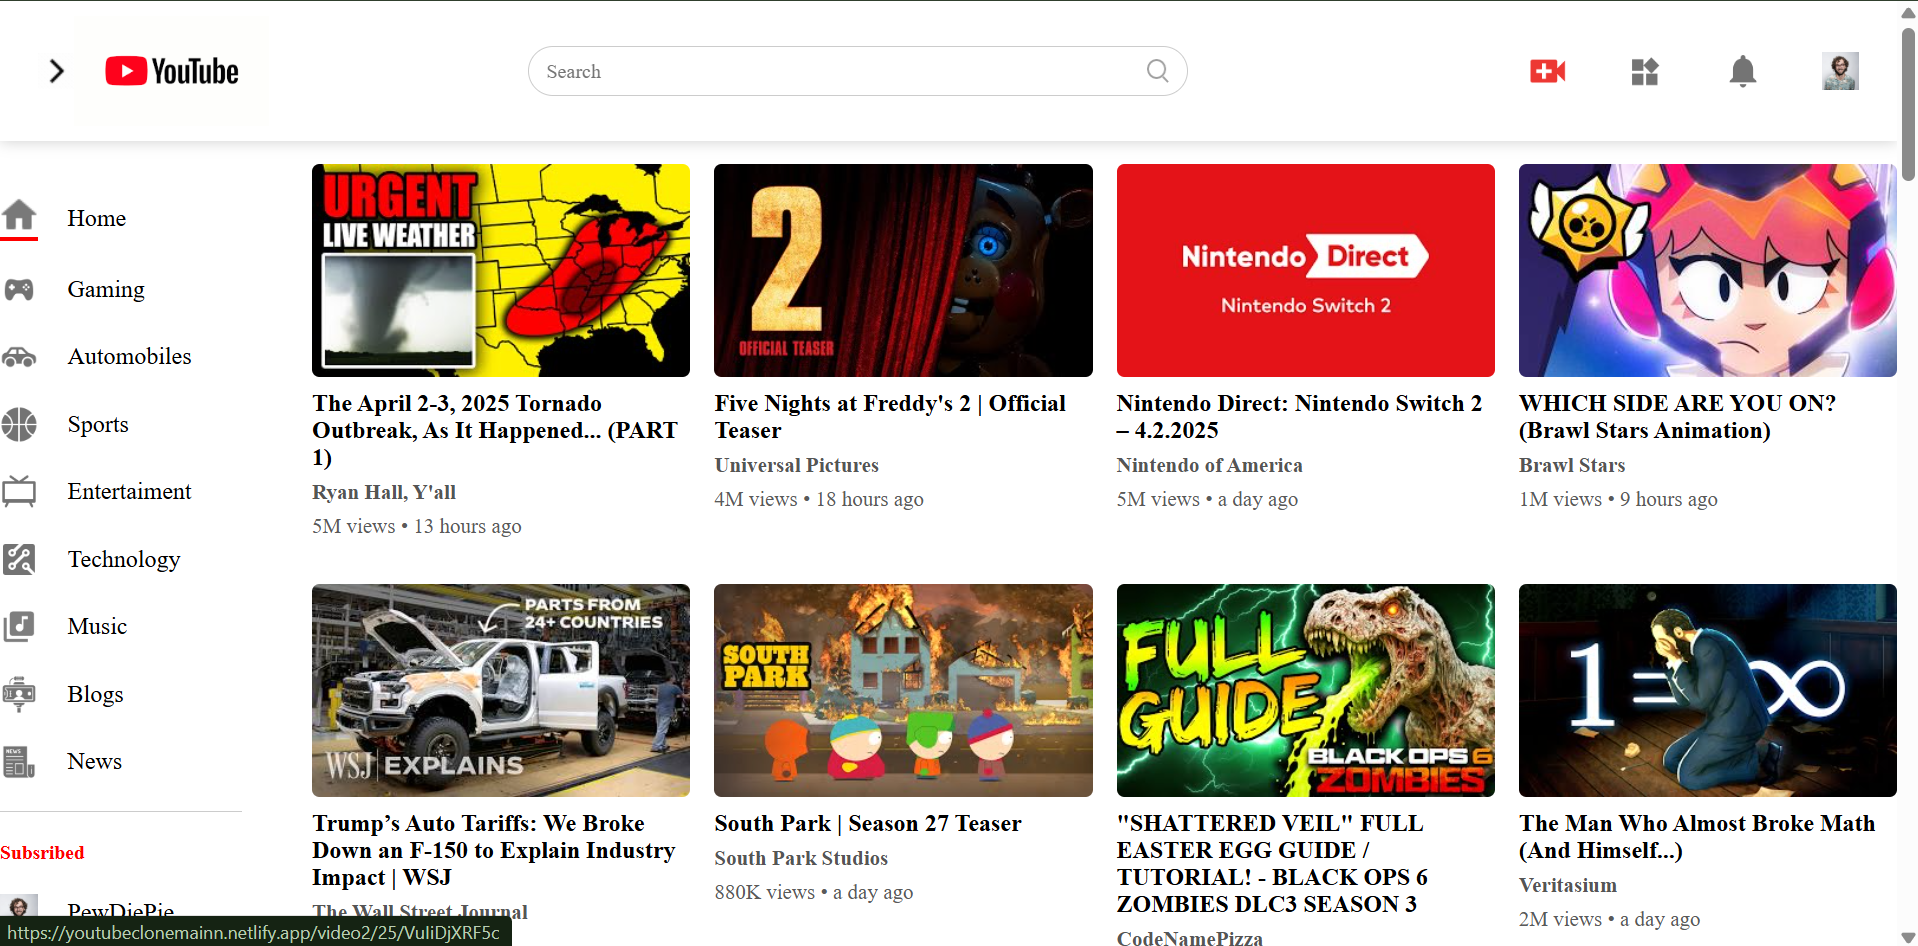 YouTube
Search
Home
Gaming
Automobiles
Sports
Entertaiment
Technology
Music
Blogs
NEWS
News
Subsribed
PewDiePie
URGENT
LIVE WEATHER
The April 2-3, 2025 Tornado
Outbreak, As It Happened... (PART
1)
Ryan Hall, Y'all
5M views • 13 hours ago
2
OFFICIAL TEASER
Five Nights at Freddy's 2 | Official
Teaser
Universal Pictures
4M views • 18 hours ago
Nintendo Direct
Nintendo Switch 2
Nintendo Direct: Nintendo Switch 2
– 4.2.2025
Nintendo of America
5M views • a day ago
WHICH SIDE ARE YOU ON?
(Brawl Stars Animation)
Brawl Stars
1M views • 9 hours ago
PARTS FROM
24+ COUNTRIES
WSJ | EXPLAINS
Trump’s Auto Tariffs: We Broke
Down an F-150 to Explain Industry
Impact | WSJ
The Wall Street Journal
SOUTH
PARK
South Park | Season 27 Teaser
South Park Studios
880K views • a day ago
FULL
GUIDE
BLACK OPS 6
ZOMBIES
"SHATTERED VEIL" FULL
EASTER EGG GUIDE /
TUTORIAL! - BLACK OPS 6
ZOMBIES DLC3 SEASON 3
CodeNamePizza
1=∞
The Man Who Almost Broke Math
(And Himself...)
Veritasium
2M views • a day ago
https://youtubeclonemainn.netlify.app/video2/25/VuIiDjXRF5c